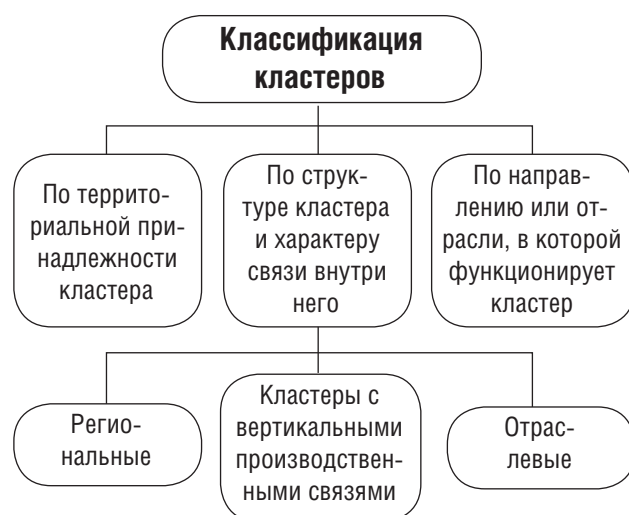 Классификация
кластеров
По террито-
риальной при-
надлежности
кластера
По струк-
туре кластера
и характеру
связи внутри
него
По направ-
лению или от-
расли, в которой
функционирует
кластер
Регио-
нальные
Кластеры с
вертикальными
производствен-
ными связями
Отрас-
левые